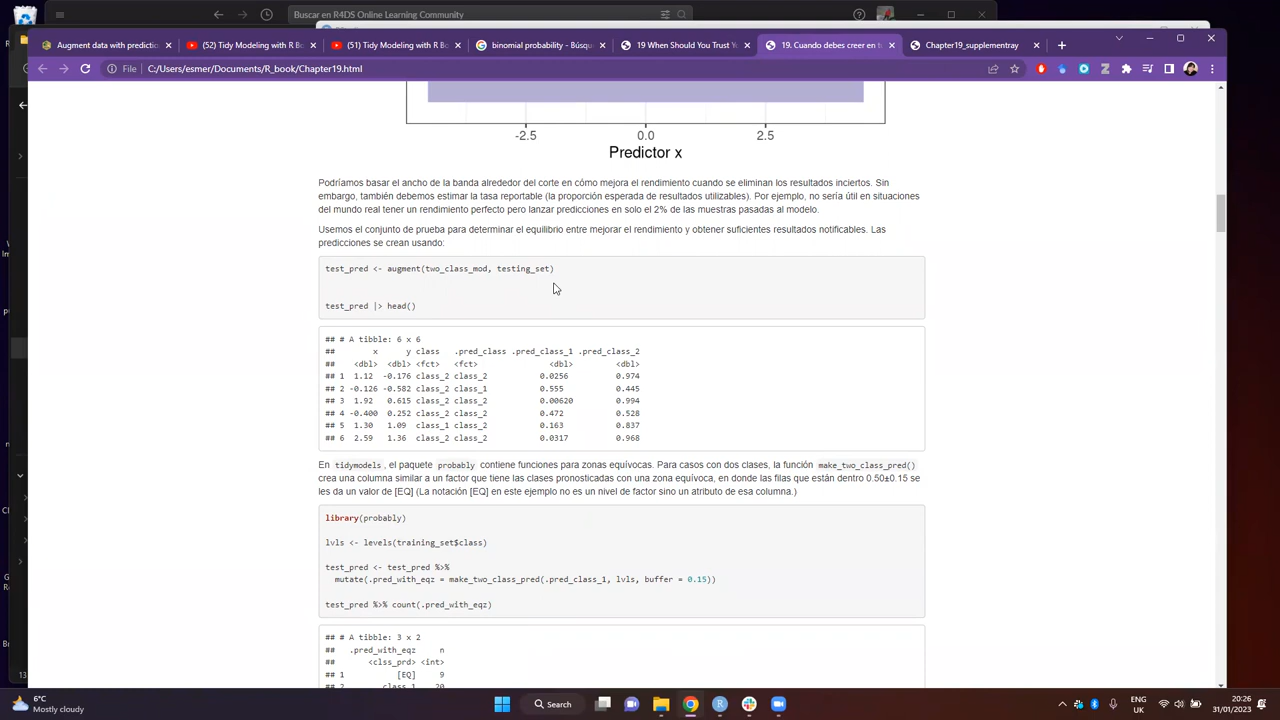 Buscar en R4DS Online Learning Community
Augment data with predictio
(52) Tidy Modeling with R Bo
(51) Tidy Modeling with R Bo
binomial probability - Búsqu
19 When Should You Trust Y
19. Cuando debes creer en t
Chapter19_supplementray
File
C:/Users/esmer/Documents/R_book/Chapter19.html
-2.5 0.0 2.5
Predictor x
Podríamos basar el ancho de la banda alrededor del corte en cómo mejora el rendimiento cuando se eliminan los resultados inciertos. Sin
embargo, también debemos estimar la tasa reportable (la proporción esperada de resultados utilizables). Por ejemplo, no sería útil en situaciones
del mundo real tener un rendimiento perfecto pero lanzar predicciones en solo el 2% de las muestras pasadas al modelo.
Usemos el conjunto de prueba para determinar el equilibrio entre mejorar el rendimiento y obtener suficientes resultados notificables. Las
predicciones se crean usando:
test_pred <- augment(two_class_mod, testing_set)
test_pred |> head()
## # A tibble: 6 x 6
## x y class .pred_class .pred_class_1 .pred_class_2
## <dbl> <dbl> <fct> <fct> <dbl> <dbl>
## 1 1.12 -0.176 class_2 class_2 0.0256 0.974
## 2 -0.126 -0.582 class_2 class_1 0.555 0.445
## 3 1.92 0.615 class_2 class_2 0.00620 0.994
## 4 -0.400 0.252 class_2 class_2 0.472 0.528
## 5 1.30 1.09 class_1 class_2 0.163 0.837
## 6 2.59 1.36 class_2 class_2 0.0317 0.968
En tidymodels , el paquete probably contiene funciones para zonas equívocas. Para casos con dos clases, la función make_two_class_pred()
crea una columna similar a un factor que tiene las clases pronosticadas con una zona equívoca, en donde las filas que están dentro 0.50±0.15 se
les da un valor de [EQ] (La notación [EQ] en este ejemplo no es un nivel de factor sino un atributo de esa columna.)
library(probably)
lvls <- levels(training_set$class)
test_pred <- test_pred %>%
mutate(.pred_with_eqz = make_two_class_pred(.pred_class_1, lvls, buffer = 0.15))
test_pred %>% count(.pred_with_eqz)
## # A tibble: 3 x 2
## .pred_with_eqz n
## <clss_prd> <int>
## 1 [EQ] 9
## 2 class_1 20
6°C
Mostly cloudy
Search
ENG
UK
20:26
31/01/2023